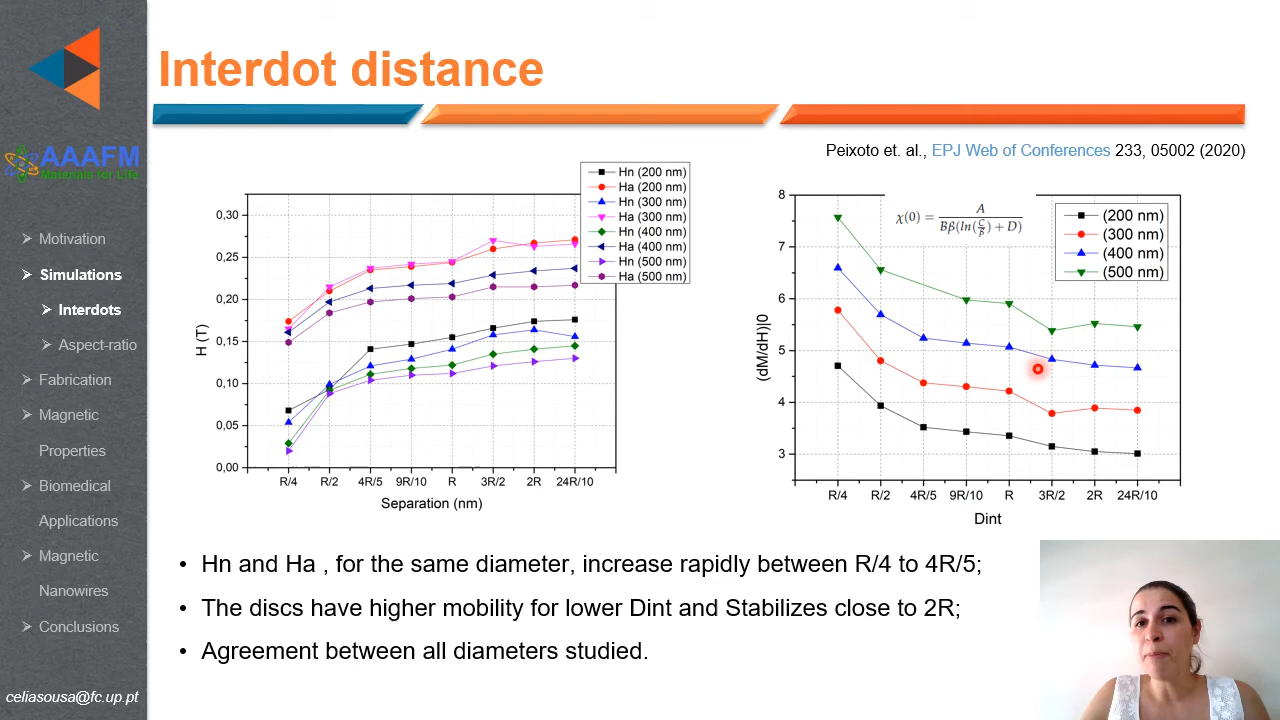 Interdot distance
AAAFM
Materials for Life
Peixoto et. al., EPJ Web of Conferences 233, 05002 (2020)
➢ Motivation
➢ Simulations
➢ Interdots
➢ Aspect-ratio
➢ Fabrication
➢ Magnetic
Properties
➢ Biomedical
Applications
➢ Magnetic
Nanowires
➢ Conclusions
celiasousa@fc.up.pt
Hn (200 nm)
Ha (200 nm)
Hn (300 nm)
Ha (300 nm)
Hn (400 nm)
Ha (400 nm)
Hn (500 nm)
Ha (500 nm)
H (T)
0,30
0,25
0,20
0,15
0,10
0,05
0,00
R/4 R/2 4R/5 9R/10 R 3R/2 2R 24R/10
Separation (nm)
χ(0) = A / Bβ(ln(C/β) + D)
(200 nm)
(300 nm)
(400 nm)
(500 nm)
(dM/dH)|0
8
7
6
5
4
3
R/4 R/2 4R/5 9R/10 R 3R/2 2R 24R/10
Dint
• Hn and Ha , for the same diameter, increase rapidly between R/4 to 4R/5;
• The discs have higher mobility for lower Dint and Stabilizes close to 2R;
• Agreement between all diameters studied.